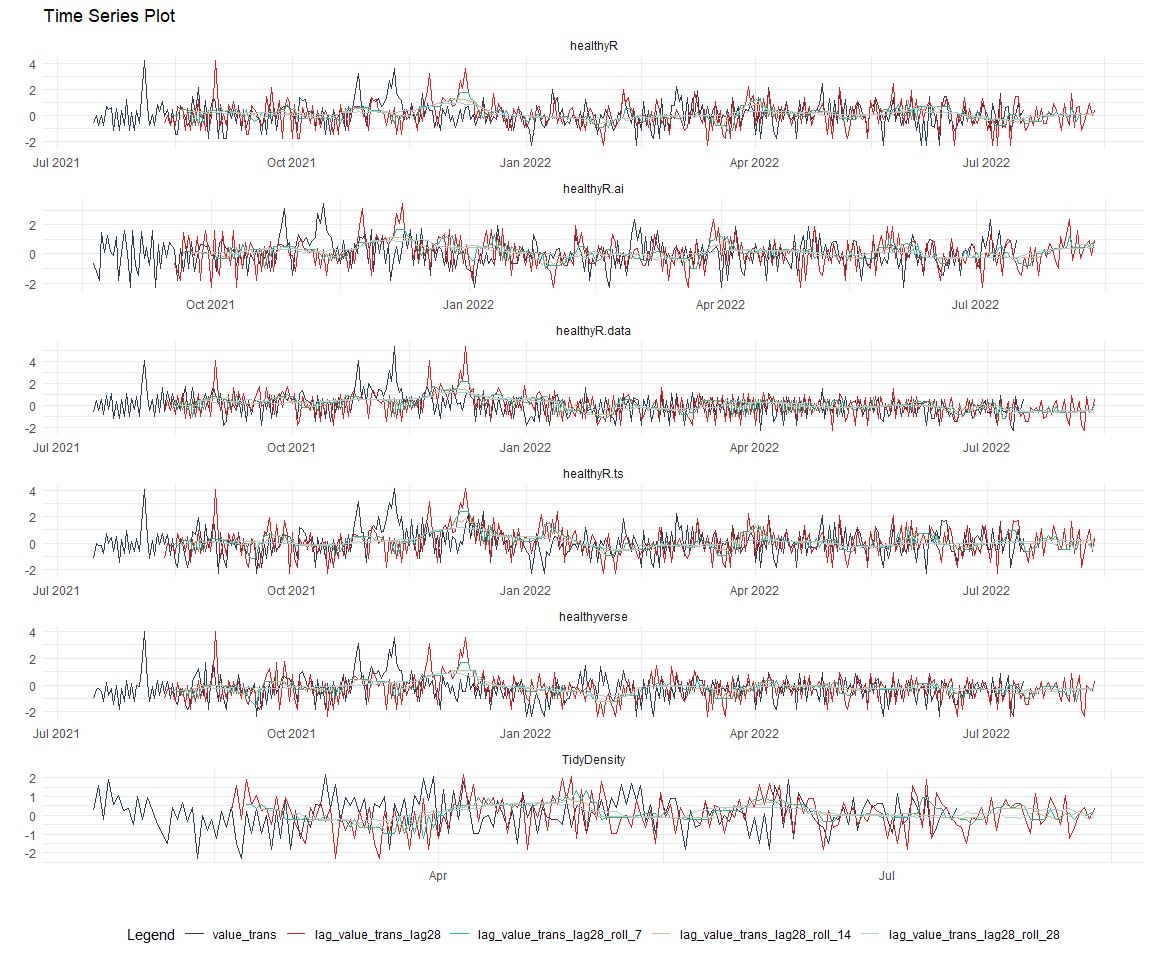 Time Series Plot
healthyR
4
2
0
-2
Jul 2021 Oct 2021 Jan 2022 Apr 2022 Jul 2022
healthyR.ai
2
0
-2
Oct 2021 Jan 2022 Apr 2022 Jul 2022
healthyR.data
4
2
0
-2
Jul 2021 Oct 2021 Jan 2022 Apr 2022 Jul 2022
healthyR.ts
4
2
0
-2
Jul 2021 Oct 2021 Jan 2022 Apr 2022 Jul 2022
healthyverse
4
2
0
-2
Jul 2021 Oct 2021 Jan 2022 Apr 2022 Jul 2022
TidyDensity
2
1
0
-1
-2
Apr Jul
Legend value_trans lag_value_trans_lag28 lag_value_trans_lag28_roll_7 lag_value_trans_lag28_roll_14 lag_value_trans_lag28_roll_28